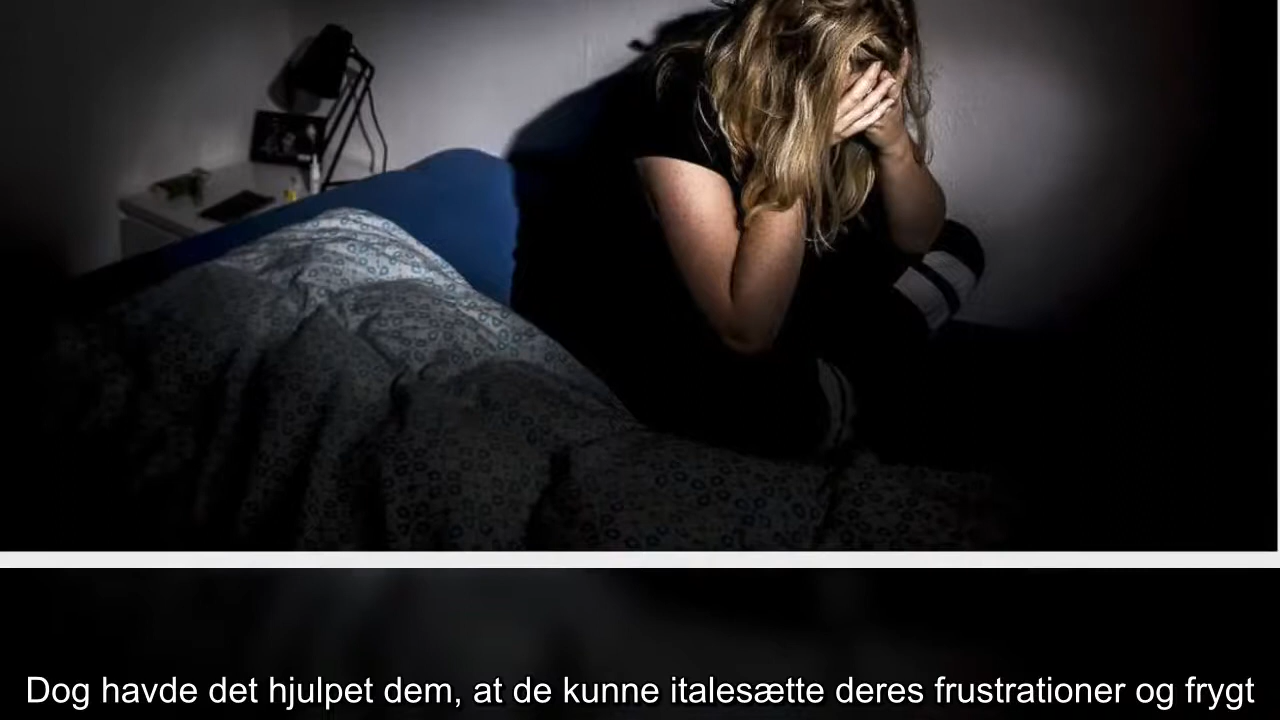 Dog havde det hjulpet dem, at de kunne italesætte deres frustrationer og frygt